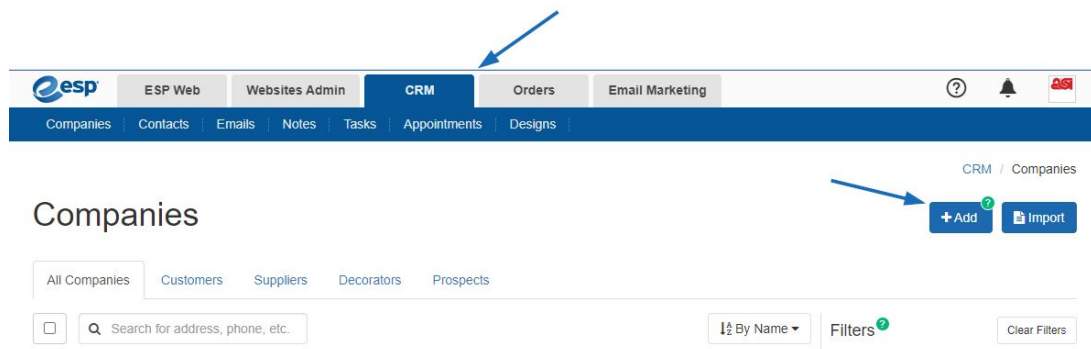 esp
ESP Web Websites Admin CRM Orders Email Marketing ? asi
Companies Contacts Emails Notes Tasks Appointments Designs
CRM / Companies
Companies
+ Add ? Import
All Companies Customers Suppliers Decorators Prospects
Search for address, phone, etc. By Name Filters ? Clear Filters